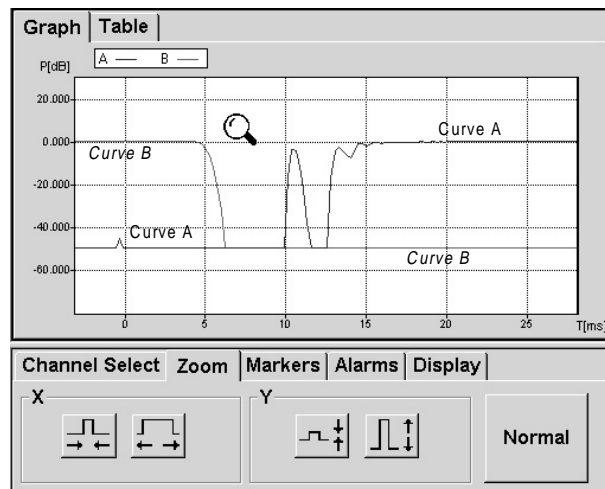 Graph Table
A B
P[dB]
20.000
0.000
Curve A
Curve B
-20.000
-40.000
Curve A
Curve B
-60.000
0 5 10 15 20 25 T[ms]
Channel Select Zoom Markers Alarms Display
X Y
Normal